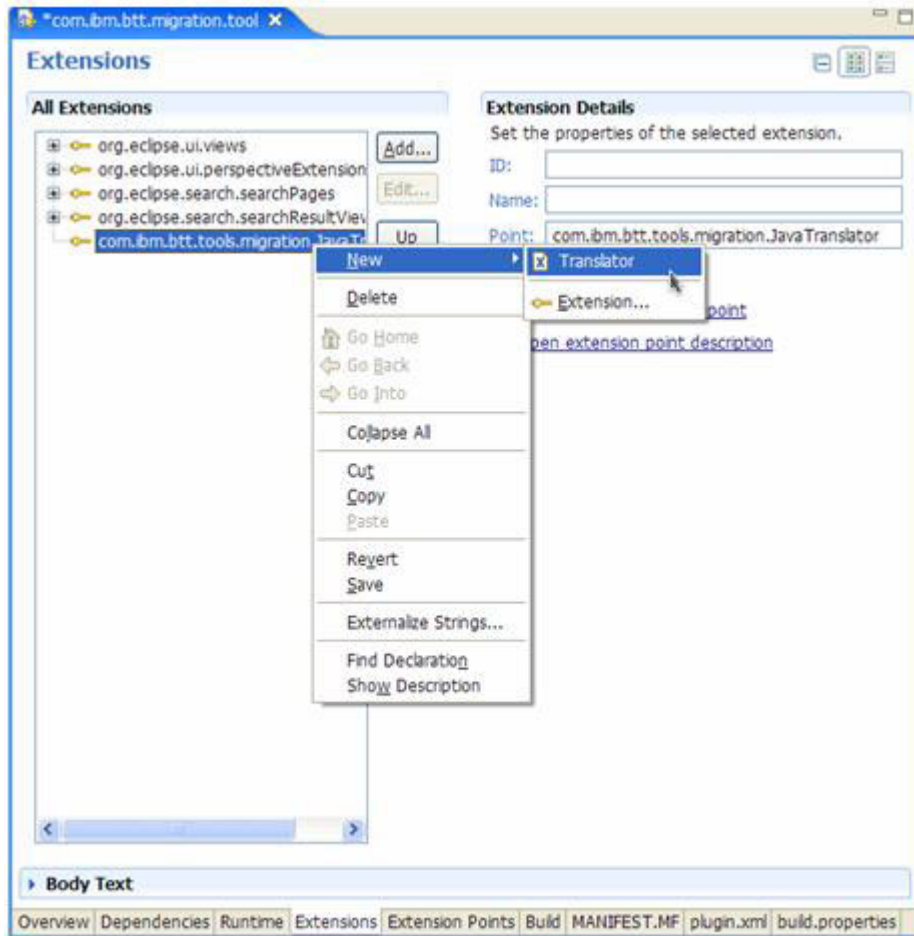 *com.ibm.btt.migration.tool
Extensions
All Extensions
org.eclipse.ui.views
org.eclipse.ui.perspectiveExtension
org.eclipse.search.searchPages
org.eclipse.search.searchResultView
com.ibm.btt.tools.migration.JavaTr
Add...
Edit...
Up
Extension Details
Set the properties of the selected extension.
ID:
Name:
Point: com.ibm.btt.tools.migration.JavaTranslator
point
pen extension point description
New
Delete
Go Home
Go Back
Go Into
Collapse All
Cut
Copy
Paste
Revert
Save
Externalize Strings...
Find Declaration
Show Description
Translator
Extension...
Body Text
Overview Dependencies Runtime Extensions Extension Points Build MANIFEST.MF plugin.xml build.properties